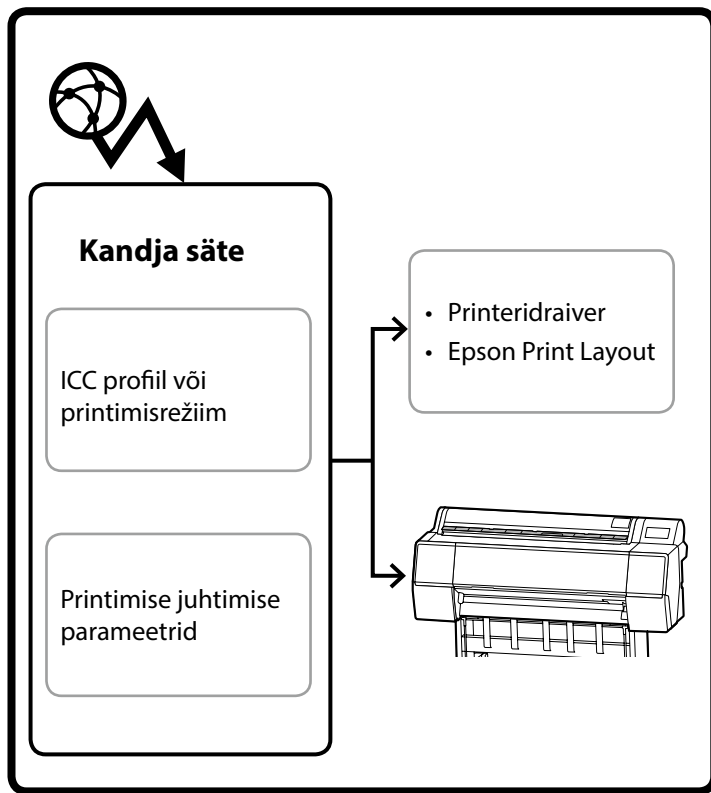 Kandja säte
ICC profiil või
printimisrežiim
Printimise juhtimise
parameetrid
• Printeridraiver
• Epson Print Layout